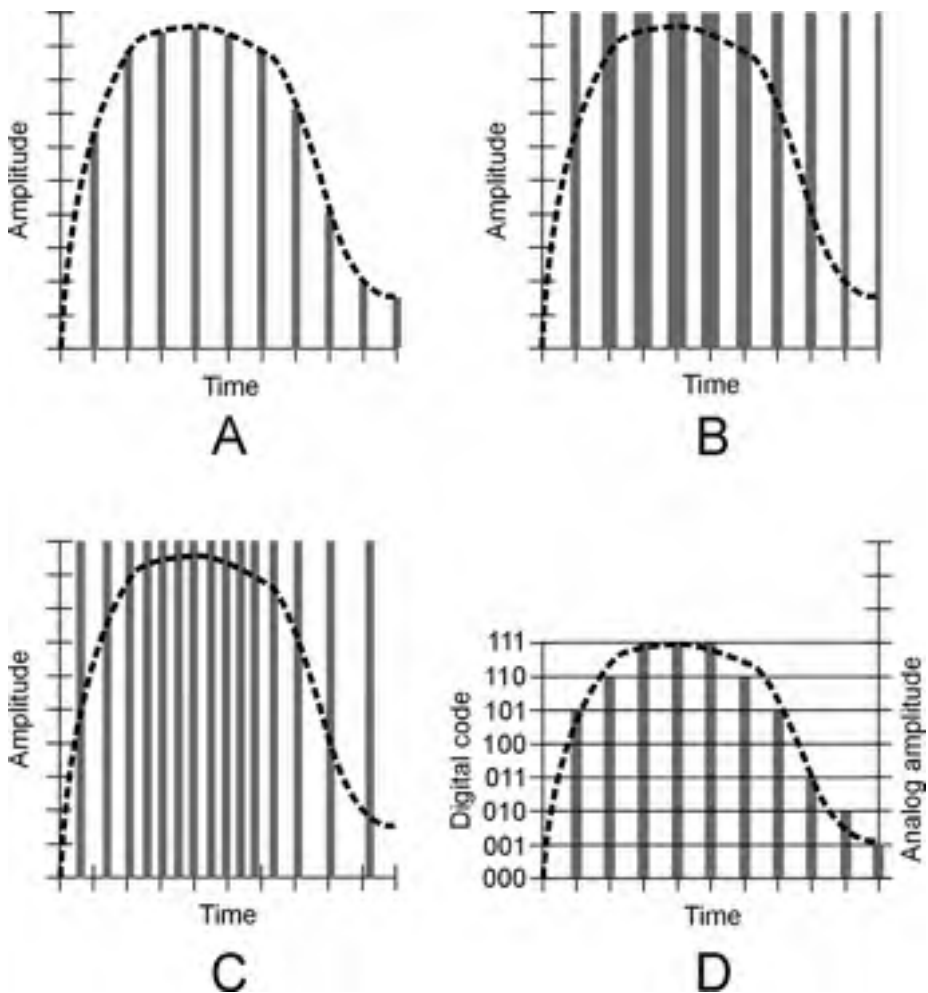 Amplitude
Time
A
Amplitude
Time
B
Amplitude
Time
C
Digital code
111
110
101
100
011
010
001
000
Analog amplitude
Time
D